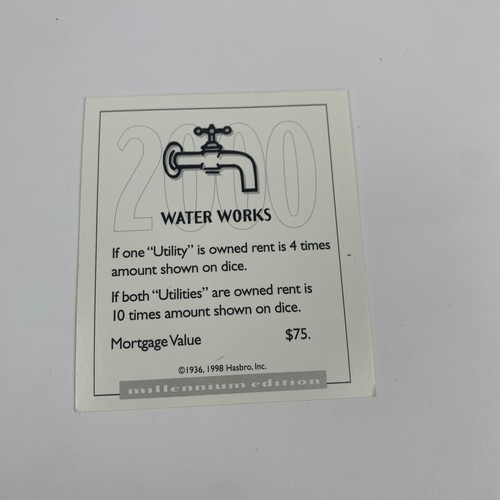 2000
WATER WORKS
If one "Utility" is owned rent is 4 times
amount shown on dice.
If both "Utilities" are owned rent is
10 times amount shown on dice.
Mortgage Value $75.
©1936, 1998 Hasbro, Inc.
millennium edition